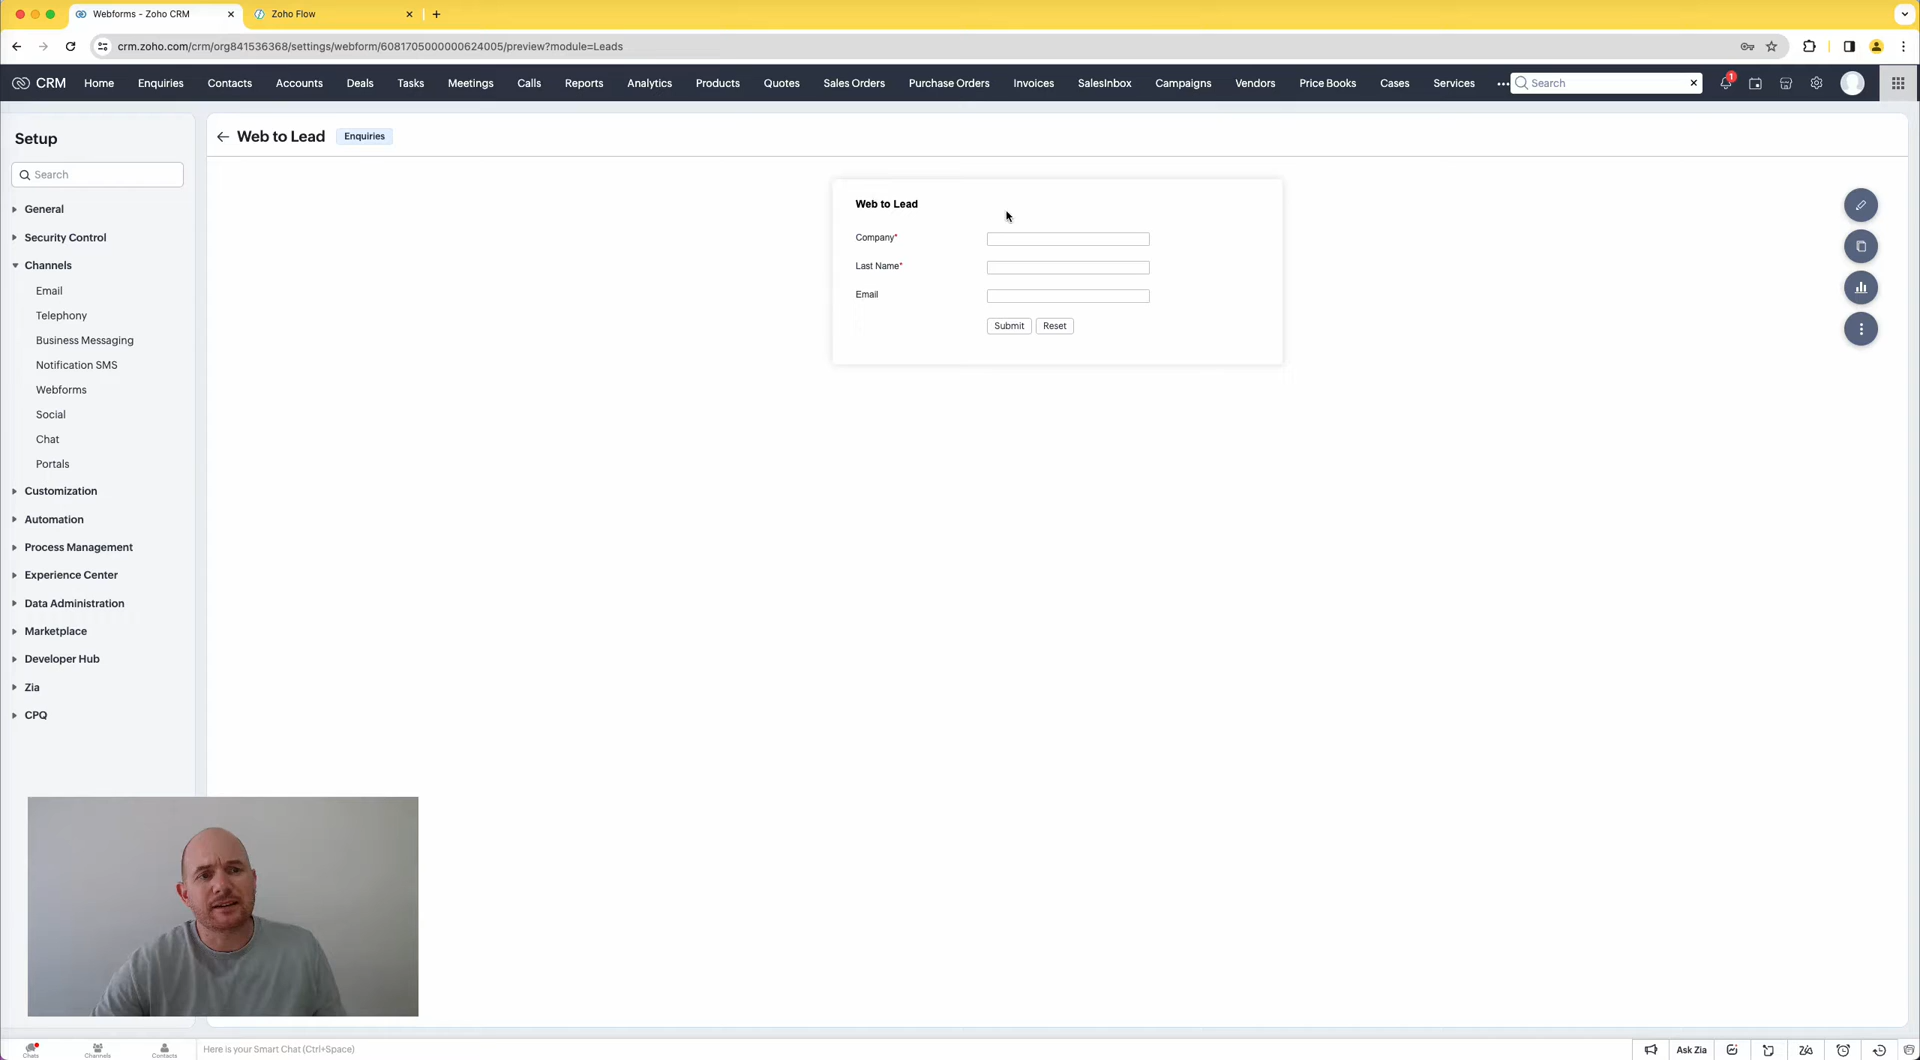 Webforms - Zoho CRM
Zoho Flow
crm.zoho.com/crm/org841536368/settings/webform/6081705000000624005/preview?module=Leads
CRM Home Enquiries Contacts Accounts Deals Tasks Meetings Calls Reports Analytics Products Quotes Sales Orders Purchase Orders Invoices SalesInbox Campaigns Vendors Price Books Cases Services ... Search 1
Setup
Search
General
Security Control
Channels
Email
Telephony
Business Messaging
Notification SMS
Webforms
Social
Chat
Portals
Customization
Automation
Process Management
Experience Center
Data Administration
Marketplace
Developer Hub
Zia
CPQ
Web to Lead Enquiries
Web to Lead
Company*
Last Name*
Email
Submit Reset
Chats Channels Contacts Here is your Smart Chat (Ctrl+Space) Ask Zia